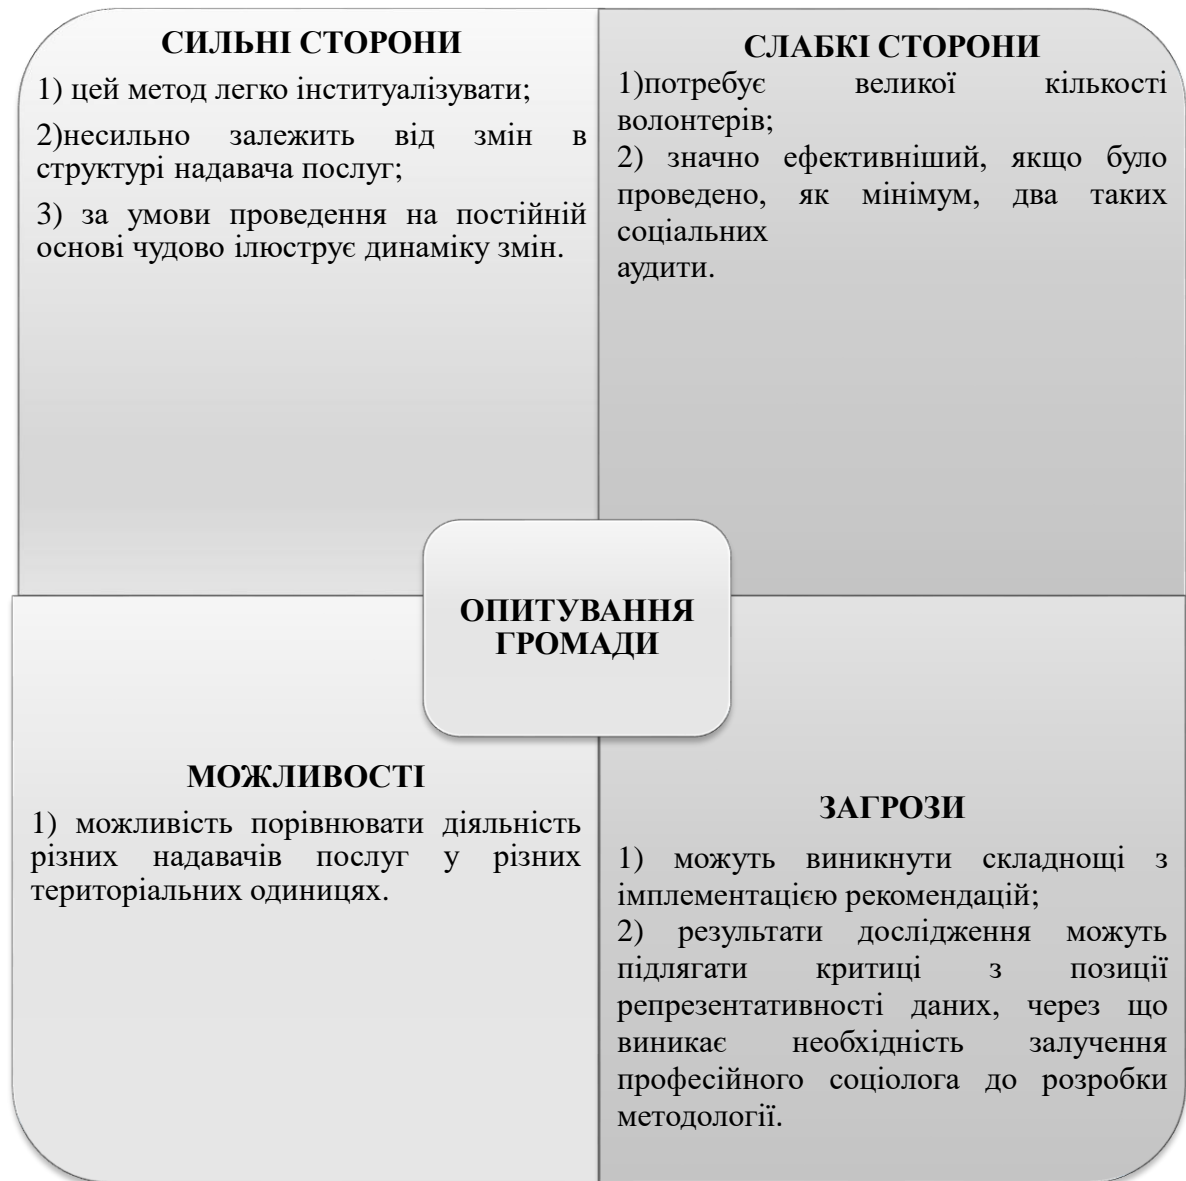 СИЛЬНІ СТОРОНИ
1) цей метод легко інституалізувати;
2)несильно залежить від змін в
структурі надавача послуг;
3) за умови проведення на постійній
основі чудово ілюструє динаміку змін.
СЛАБКІ СТОРОНИ
1)потребує великої кількості
волонтерів;
2) значно ефективніший, якщо було
проведено, як мінімум, два таких
соціальних
аудити.
ОПИТУВАННЯ
ГРОМАДИ
МОЖЛИВОСТІ
1) можливість порівнювати діяльність
різних надавачів послуг у різних
територіальних одиницях.
ЗАГРОЗИ
1) можуть виникнути складнощі з
імплементацією рекомендацій;
2) результати дослідження можуть
підлягати критиці з позиції
репрезентативності даних, через що
виникає необхідність залучення
професійного соціолога до розробки
методології.